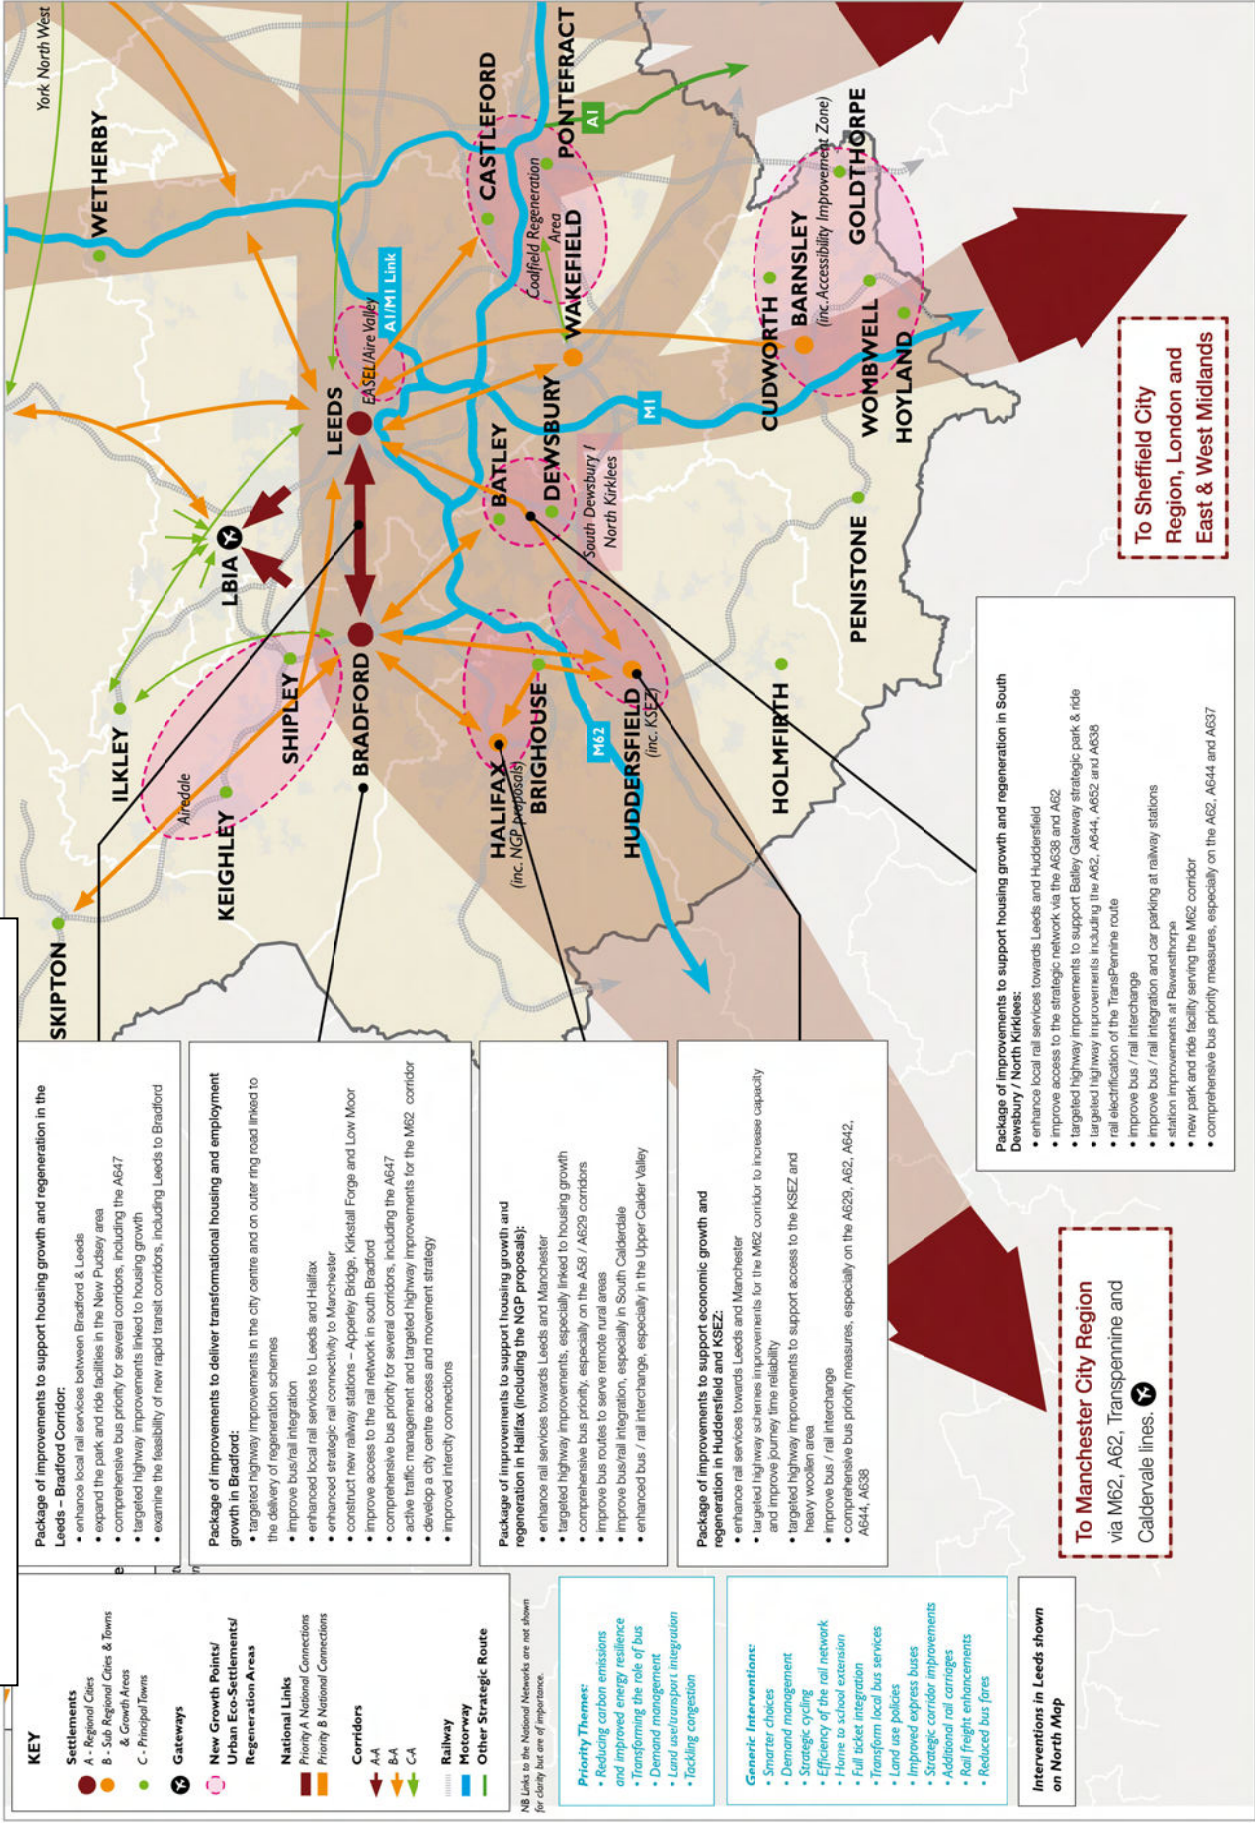 KEY
Settlements
A - Regional Cities
B - Sub Regional Cities & Towns
& Growth Areas
C - Principal Towns
Gateways
New Growth Points/
Urban Eco-Settlements/
Regeneration Areas
National Links
Priority A National Connections
Priority B National Connections
Corridors
A-A
B-A
C-A
Railway
Motorway
Other Strategic Route
NB Links to the National Networks are not shown
for clarity but are of importance.
Priority Themes:
• Reducing carbon emissions
and improved energy resilience
• Transforming the role of bus
• Demand management
• Land use/transport integration
• Tackling congestion
Generic Interventions:
• Smarter choices
• Demand management
• Strategic cycling
• Efficiency of the rail network
• Home to school extension
• Full ticket integration
• Transform local bus services
• Land use policies
• Improved express buses
• Strategic corridor improvements
• Additional rail carriages
• Rail freight enhancements
• Reduced bus fares
Interventions in Leeds shown
on North Map
Package of improvements to support housing growth and regeneration in the
Leeds – Bradford Corridor:
• enhance local rail services between Bradford & Leeds
• expand the park and ride facilities in the New Pudsey area
• comprehensive bus priority for several corridors, including the A647
• targeted highway improvements linked to housing growth
• examine the feasibility of new rapid transit corridors, including Leeds to Bradford
Package of improvements to deliver transformational housing and employment
growth in Bradford:
• targeted highway improvements in the city centre and on outer ring road linked to
the delivery of regeneration schemes
• improve bus/rail integration
• enhanced local rail services to Leeds and Halifax
• enhanced strategic rail connectivity to Manchester
• construct new railway stations – Apperley Bridge, Kirkstall Forge and Low Moor
• improve access to the rail network in south Bradford
• comprehensive bus priority for several corridors, including the A647
• active traffic management and targeted highway improvements for the M62 corridor
• develop a city centre access and movement strategy
• improved intercity connections
Package of improvements to support housing growth and
regeneration in Halifax (including the NGP proposals):
• enhance rail services towards Leeds and Manchester
• targeted highway improvements, especially linked to housing growth
• comprehensive bus priority, especially on the A58 / A629 corridors
• improve bus routes to serve remote rural areas
• improve bus/rail integration, especially in South Calderdale
• enhanced bus / rail interchange, especially in the Upper Calder Valley
Package of improvements to support economic growth and
regeneration in Huddersfield and KSEZ:
• enhance rail services towards Leeds and Manchester
• targeted highway schemes improvements for the M62 corridor to increase capacity
and improve journey time reliability
• targeted highway improvements to support access to the KSEZ and
heavy woollen area
• improve bus / rail interchange
• comprehensive bus priority measures, especially on the A629, A62, A642,
A644, A638
To Manchester City Region
via M62, A62, Transpennine and
Caldervale lines.
Package of improvements to support housing growth and regeneration in South
Dewsbury / North Kirklees:
• enhance local rail services towards Leeds and Huddersfield
• improve access to the strategic network via the A638 and A62
• targeted highway improvements to support Batley Gateway strategic park & ride
• targeted highway improvements including the A62, A644, A652 and A638
• rail electrification of the TransPennine route
• improve bus / rail interchange
• improve bus / rail integration and car parking at railway stations
• station improvements at Ravensthorpe
• new park and ride facility serving the M62 corridor
• comprehensive bus priority measures, especially on the A62, A644 and A637
To Sheffield City
Region, London and
East & West Midlands
York North West
SKIPTON
ILKLEY
WETHERBY
Airedale
KEIGHLEY
LBIA
SHIPLEY
BRADFORD
LEEDS
EASEL/Aire Valley
A1/M1 Link
HALIFAX
(inc. NGP proposals)
BRIGHOUSE
BATLEY
DEWSBURY
CASTLEFORD
Coalfield Regeneration
Area
WAKEFIELD
PONTEFRACT
A1
M62
South Dewsbury /
North Kirklees
HUDDERSFIELD
(inc. KSEZ)
M1
HOLMFIRTH
CUDWORTH
BARNSLEY
(inc. Accessibility Improvement Zone)
GOLDTHORPE
PENISTONE
WOMBWELL
HOYLAND